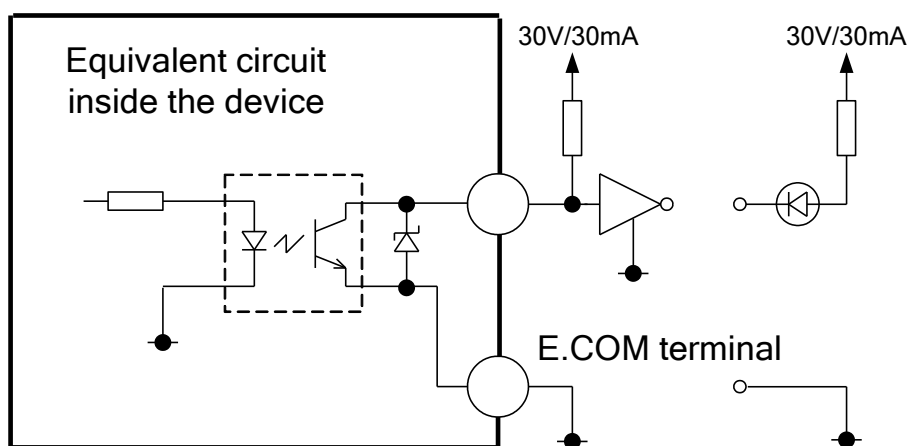 Equivalent circuit
inside the device
30V/30mA
30V/30mA
E.COM terminal